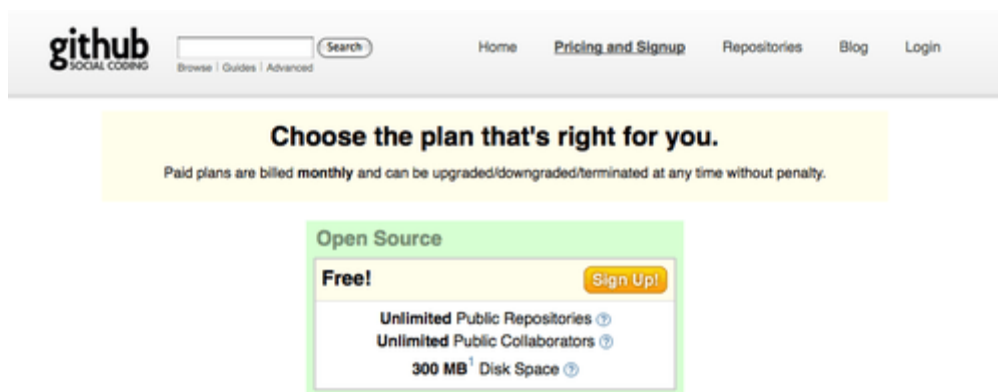 github
SOCIAL CODING
Search
Browse | Guides | Advanced
Home Pricing and Signup Repositories Blog Login
Choose the plan that's right for you.
Paid plans are billed monthly and can be upgraded/downgraded/terminated at any time without penalty.
Open Source
Free! Sign Up!
Unlimited Public Repositories ?
Unlimited Public Collaborators ?
300 MB¹ Disk Space ?